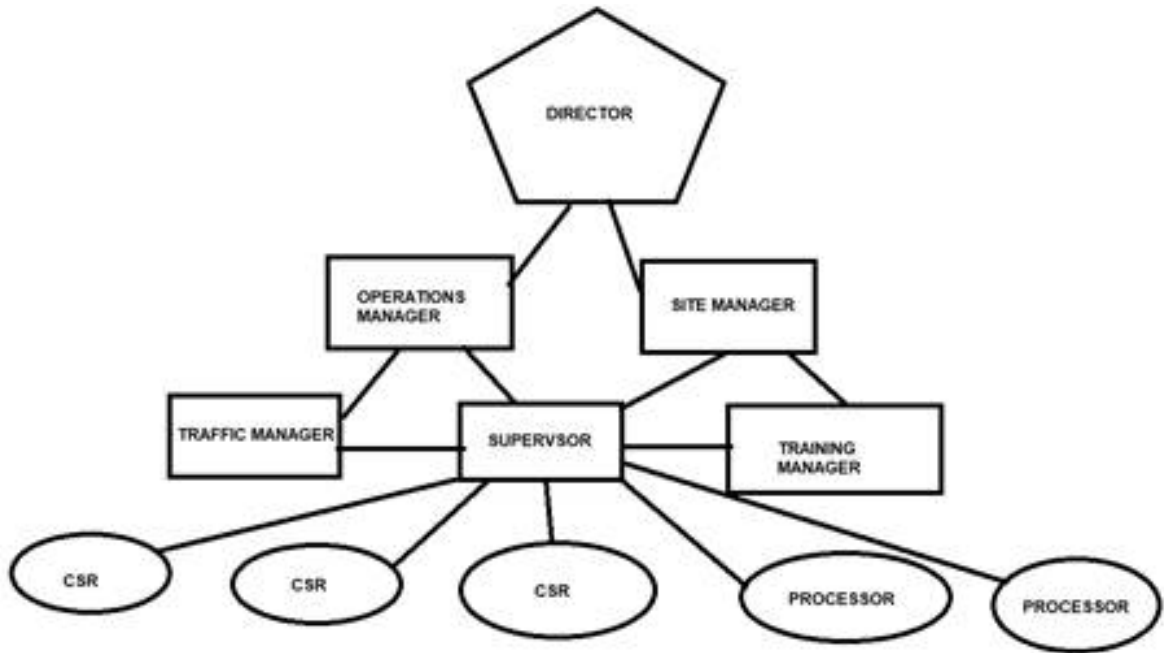 DIRECTOR
OPERATIONS
MANAGER
SITE MANAGER
TRAFFIC MANAGER
SUPERVSOR
TRAINING
MANAGER
CSR
CSR
CSR
PROCESSOR
PROCESSOR